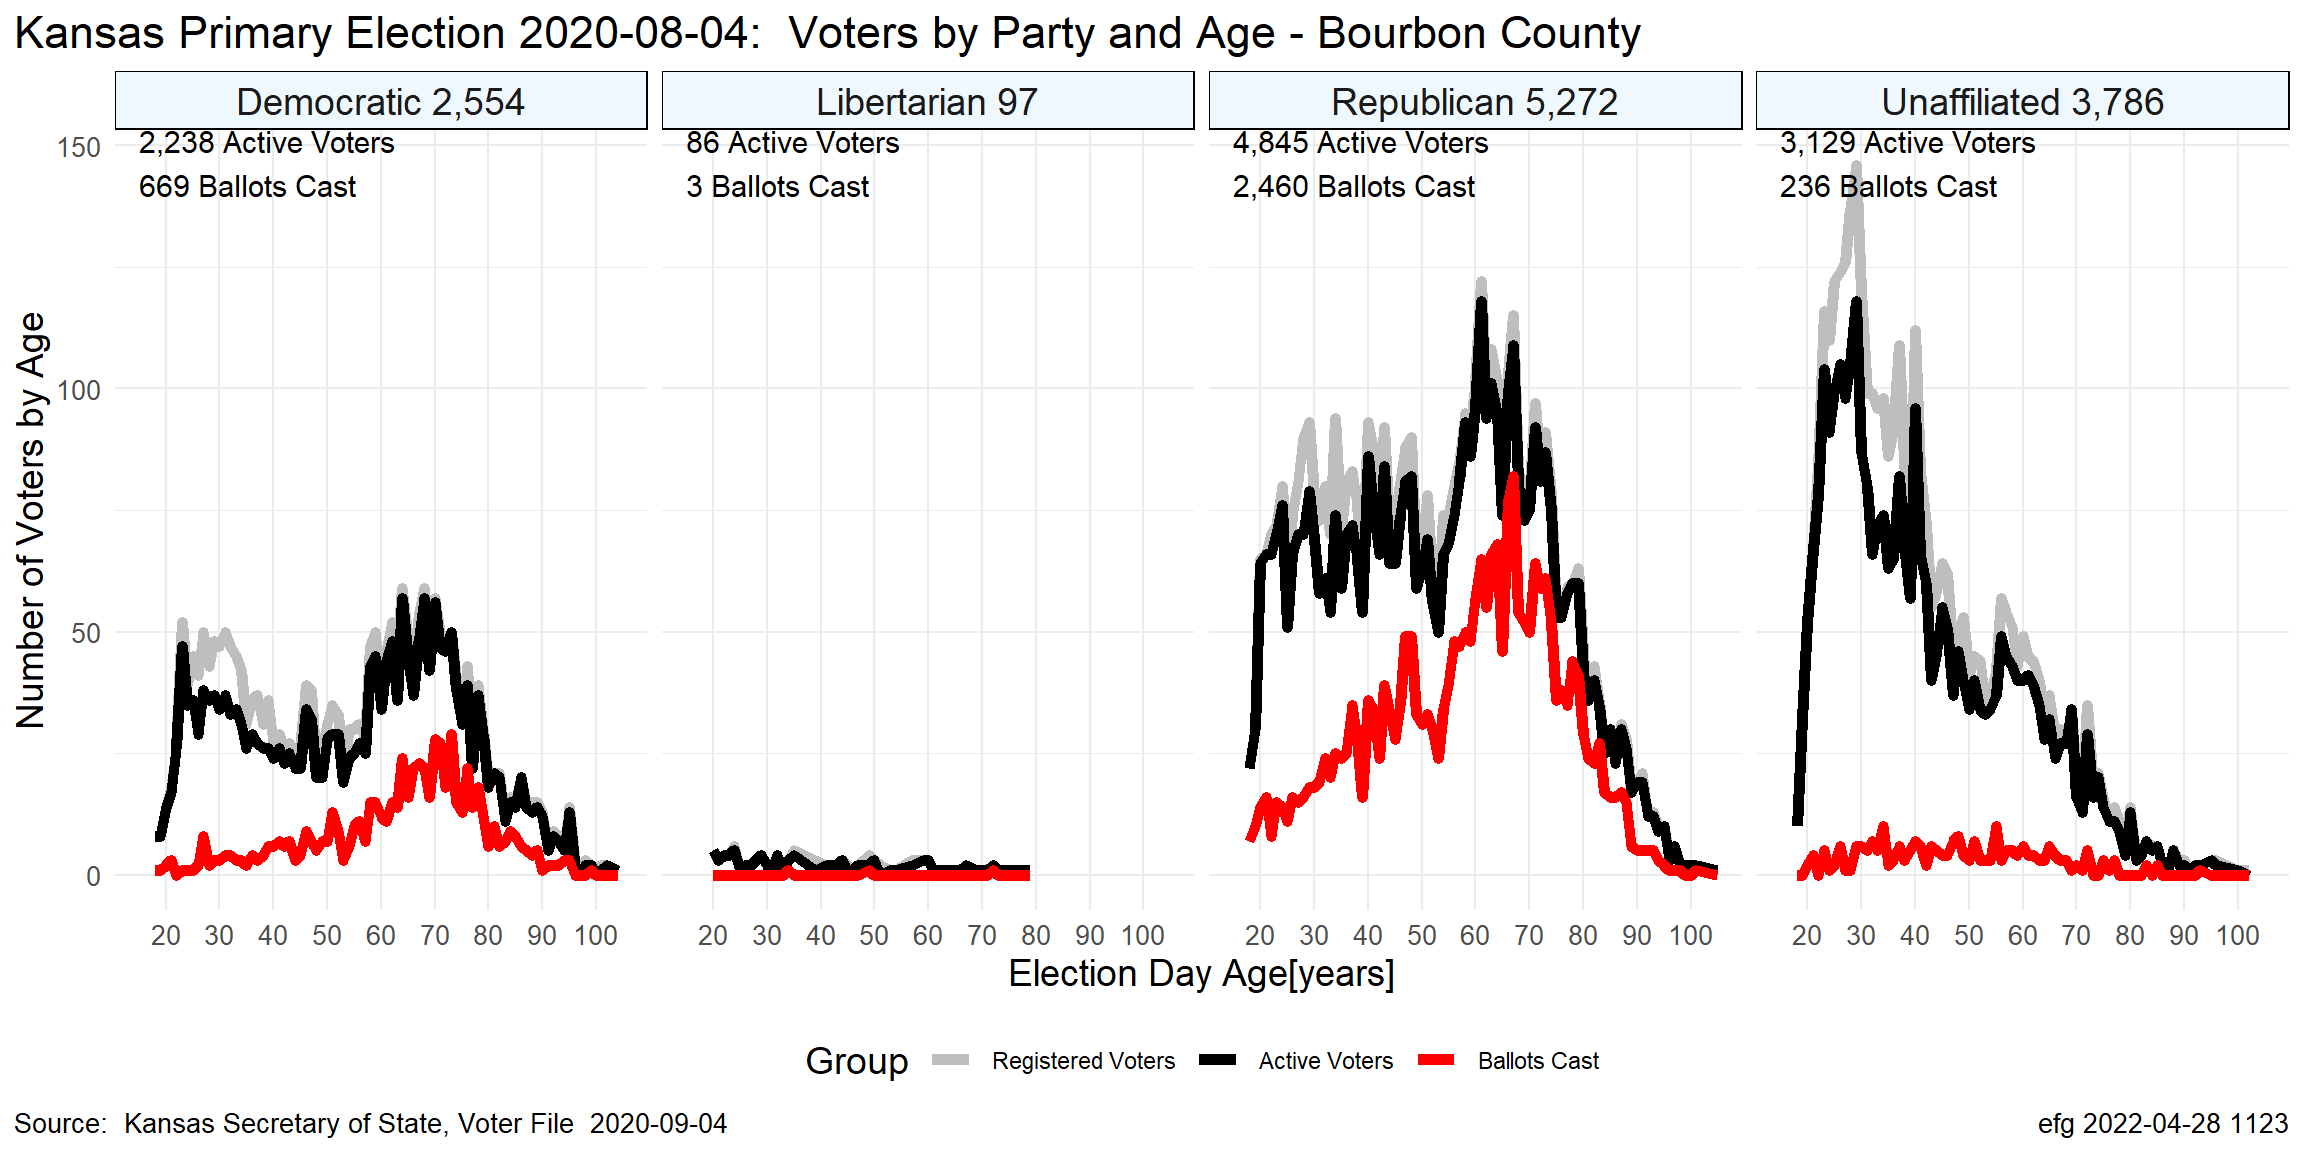 Kansas Primary Election 2020-08-04:  Voters by Party and Age - Bourbon County
Democratic 2,554
Libertarian 97
Republican 5,272
Unaffiliated 3,786
2,238 Active Voters
669 Ballots Cast
86 Active Voters
3 Ballots Cast
4,845 Active Voters
2,460 Ballots Cast
3,129 Active Voters
236 Ballots Cast
Number of Voters by Age
150
100
50
0
20 30 40 50 60 70 80 90 100
20 30 40 50 60 70 80 90 100
20 30 40 50 60 70 80 90 100
20 30 40 50 60 70 80 90 100
Election Day Age[years]
Group Registered Voters Active Voters Ballots Cast
Source:  Kansas Secretary of State, Voter File  2020-09-04
efg 2022-04-28 1123